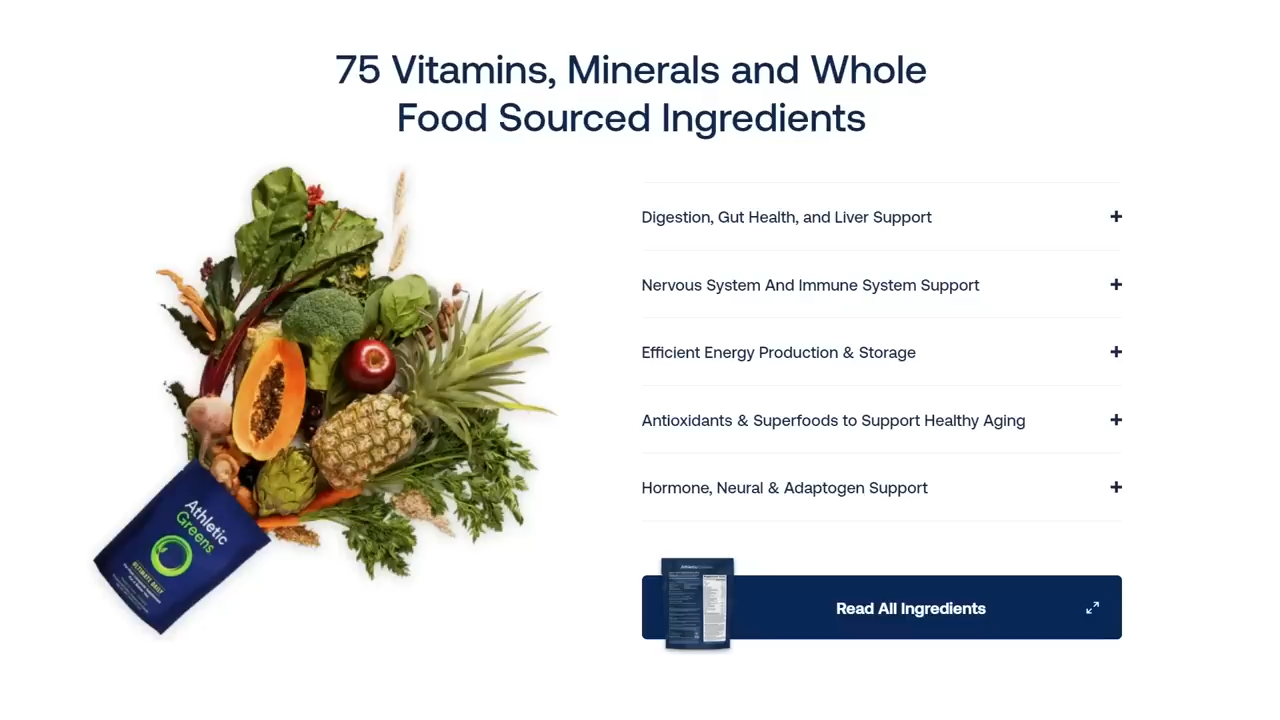 75 Vitamins, Minerals and Whole
Food Sourced Ingredients
Digestion, Gut Health, and Liver Support
Nervous System And Immune System Support
Efficient Energy Production & Storage
Antioxidants & Superfoods to Support Healthy Aging
Hormone, Neural & Adaptogen Support
Athletic
Greens
ULTIMATE DAILY
Read All Ingredients